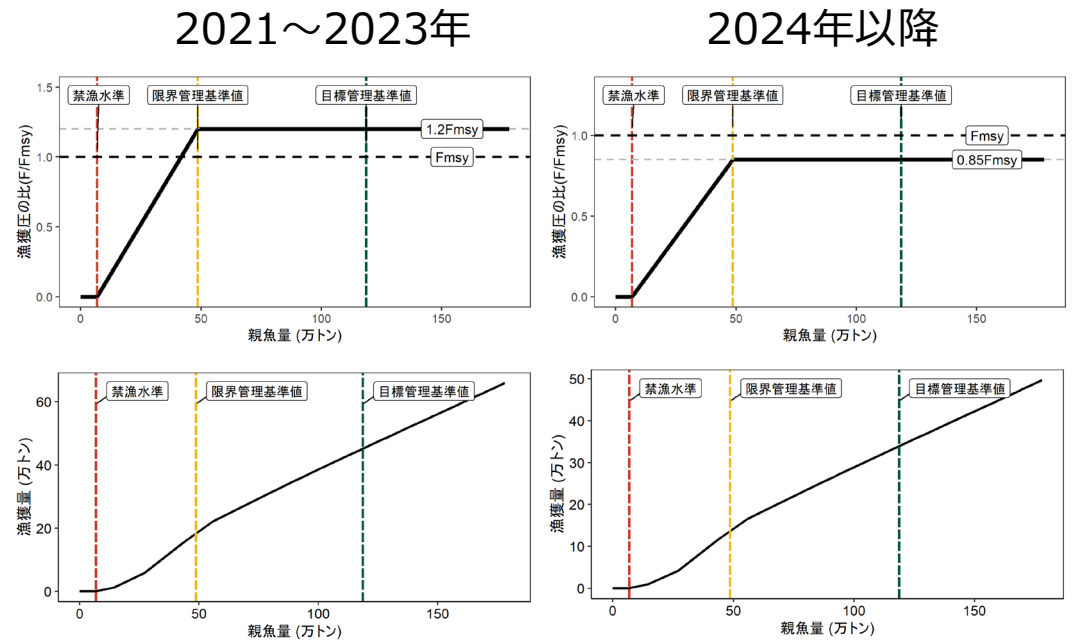 2021～2023年
2024年以降
1.5
1.0
0.5
0.0
漁獲圧の比(F/Fmsy)
禁漁水準
限界管理基準値
目標管理基準値
1.2Fmsy
Fmsy
0
50
100
150
親魚量 (万トン)
1.0
0.5
0.0
漁獲圧の比(F/Fmsy)
禁漁水準
限界管理基準値
目標管理基準値
Fmsy
0.85Fmsy
0
50
100
150
親魚量 (万トン)
60
40
20
0
漁獲量 (万トン)
禁漁水準
限界管理基準値
目標管理基準値
0
50
100
150
親魚量 (万トン)
50
40
30
20
10
0
漁獲量 (万トン)
禁漁水準
限界管理基準値
目標管理基準値
0
50
100
150
親魚量 (万トン)